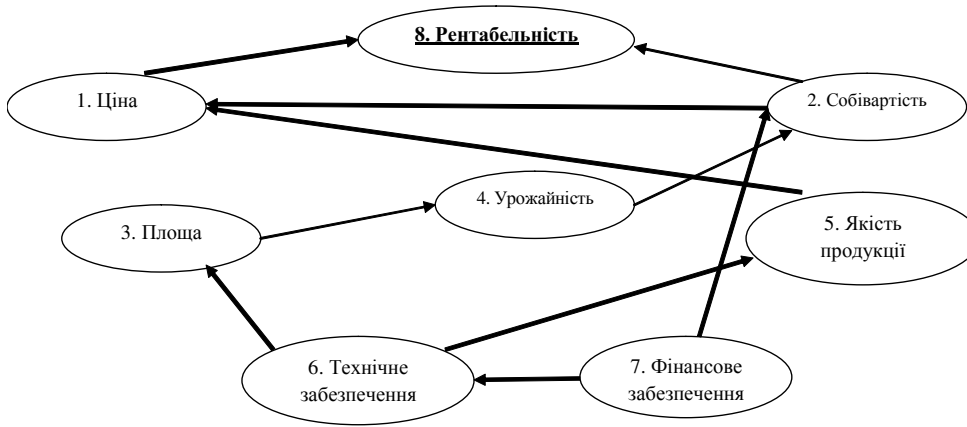 8. Рентабельність
1. Ціна
2. Собівартість
4. Урожайність
3. Площа
5. Якість
продукції
6. Технічне
забезпечення
7. Фінансове
забезпечення